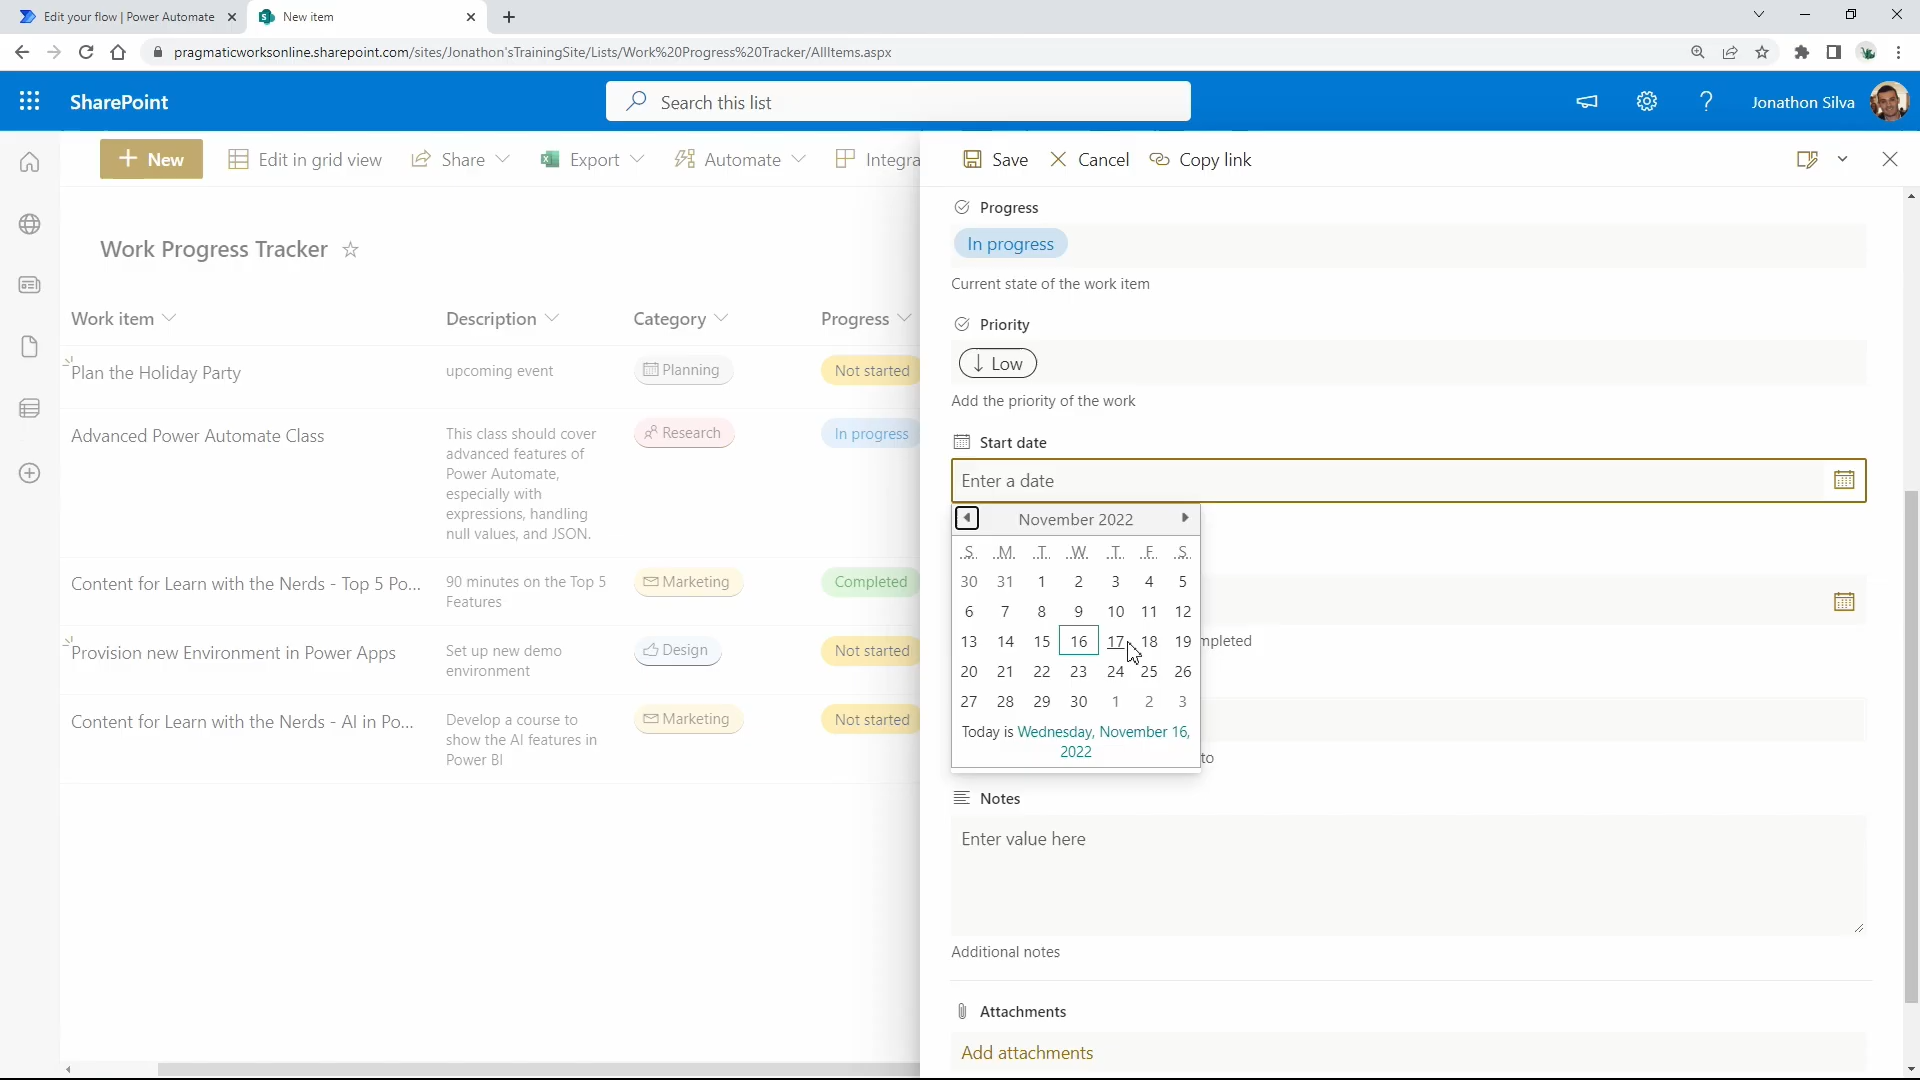 Edit your flow | Power Automate
New item
pragmaticworksonline.sharepoint.com/sites/Jonathon'sTrainingSite/Lists/Work%20Progress%20Tracker/AllItems.aspx
SharePoint
Search this list
Jonathon Silva
New
Edit in grid view
Share
Export
Automate
Integra
Save
Cancel
Copy link
Work Progress Tracker
Work item
Description
Category
Progress
Plan the Holiday Party
upcoming event
Planning
Not started
Advanced Power Automate Class
This class should cover
advanced features of
Power Automate,
especially with
expressions, handling
null values, and JSON.
Research
In progress
Content for Learn with the Nerds - Top 5 Po...
90 minutes on the Top 5
Features
Marketing
Completed
Provision new Environment in Power Apps
Set up new demo
environment
Design
Not started
Content for Learn with the Nerds - AI in Po...
Develop a course to
show the AI features in
Power BI
Marketing
Not started
Progress
In progress
Current state of the work item
Priority
Low
Add the priority of the work
Start date
Enter a date
November 2022
S M T W T F S
30 31 1 2 3 4 5
6 7 8 9 10 11 12
13 14 15 16 17 18 19
20 21 22 23 24 25 26
27 28 29 30 1 2 3
Today is Wednesday, November 16,
2022
mpleted
to
Notes
Enter value here
Additional notes
Attachments
Add attachments